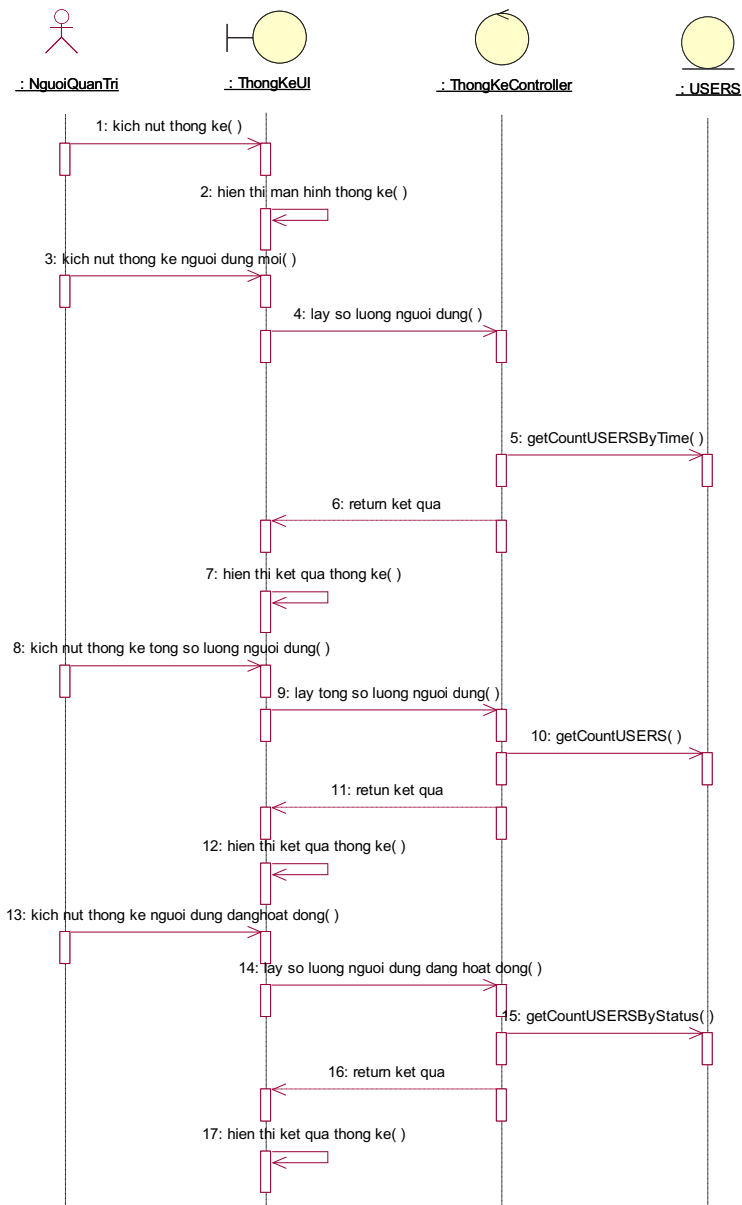 : NguoiQuanTri
: ThongKeUI
: ThongKeController
: USERS
1: kich nut thong ke( )
2: hien thi man hinh thong ke( )
3: kich nut thong ke nguoi dung moi( )
4: lay so luong nguoi dung( )
5: getCountUSERSByTime( )
6: return ket qua
7: hien thi ket qua thong ke( )
8: kich nut thong ke tong so luong nguoi dung( )
9: lay tong so luong nguoi dung( )
10: getCountUSERS( )
11: retun ket qua
12: hien thi ket qua thong ke( )
13: kich nut thong ke nguoi dung danghoat dong( )
14: lay so luong nguoi dung dang hoat dong( )
15: getCountUSERSByStatus( )
16: return ket qua
17: hien thi ket qua thong ke( )